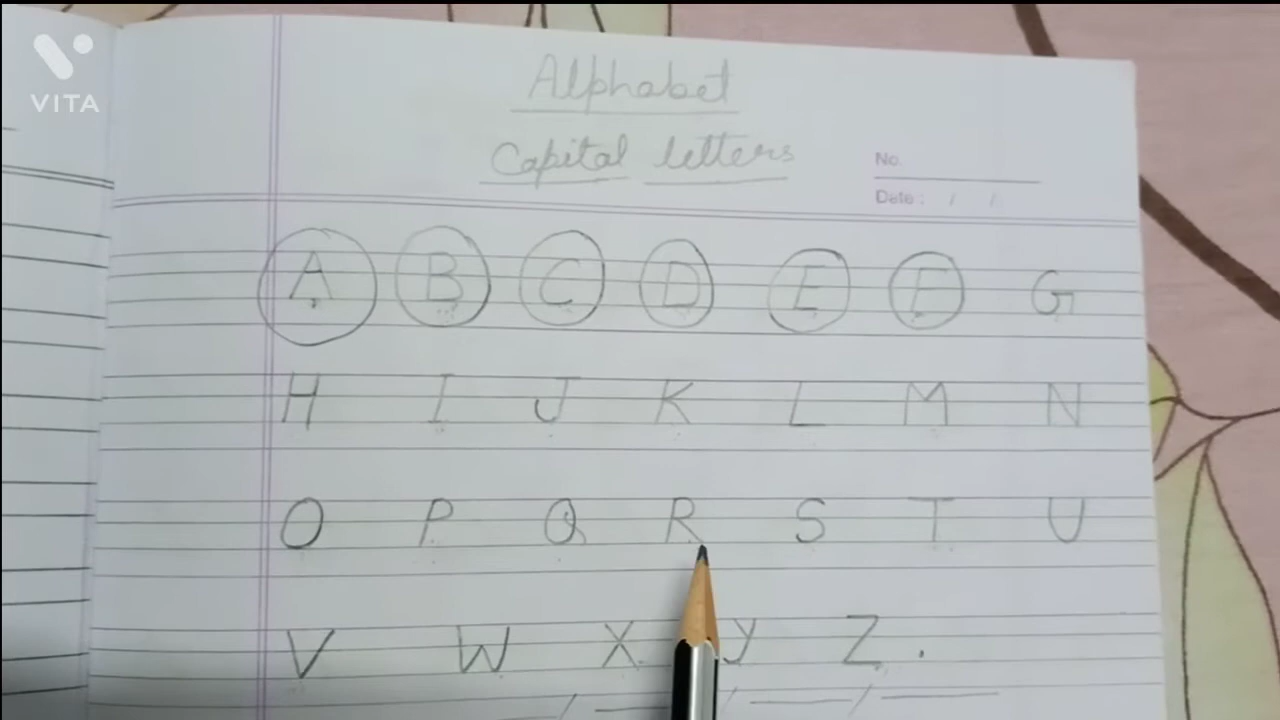 VITA
Alphabet
Capital letters
No.
Date : / /
A B C D E F G
H I J K L M N
O P Q R S T U
V W X Y Z .